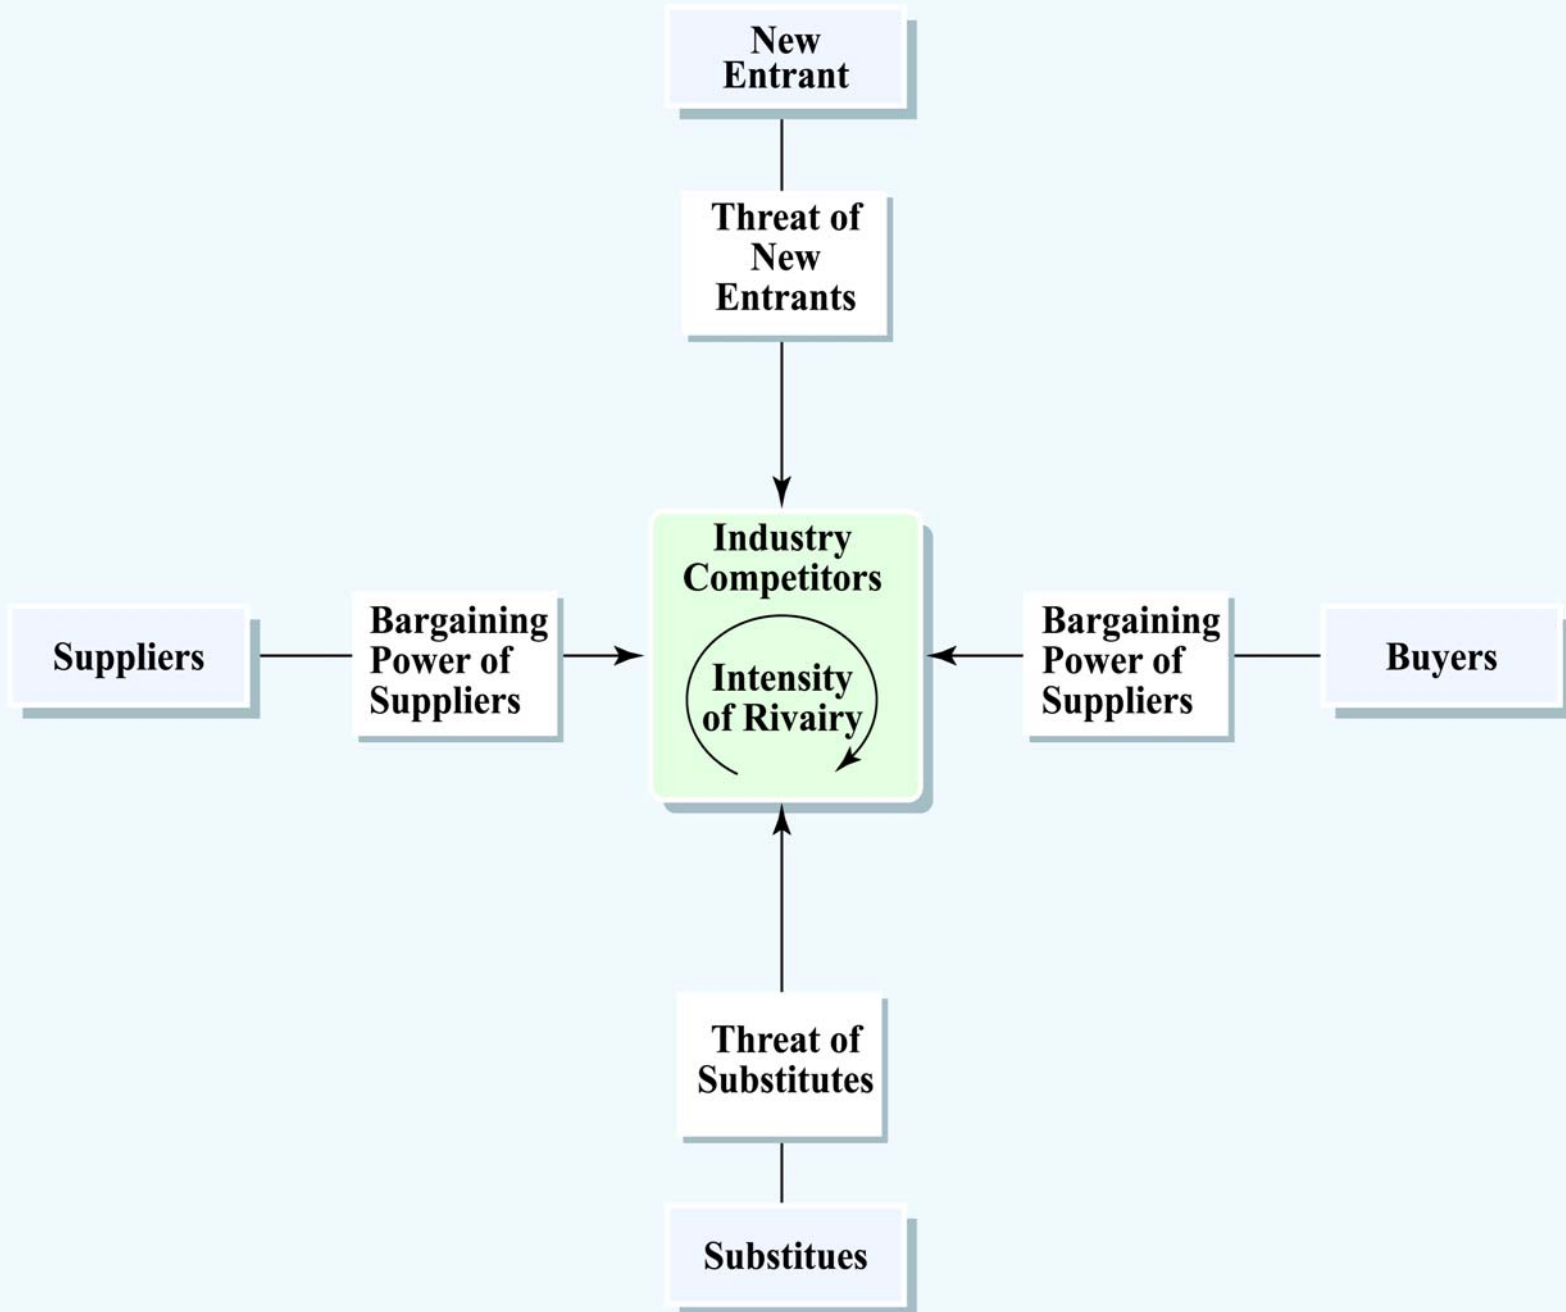 New
Entrant
Threat of
New
Entrants
Industry
Competitors
Intensity
of Rivairy
Suppliers
Bargaining
Power of
Suppliers
Bargaining
Power of
Suppliers
Buyers
Threat of
Substitutes
Substitues